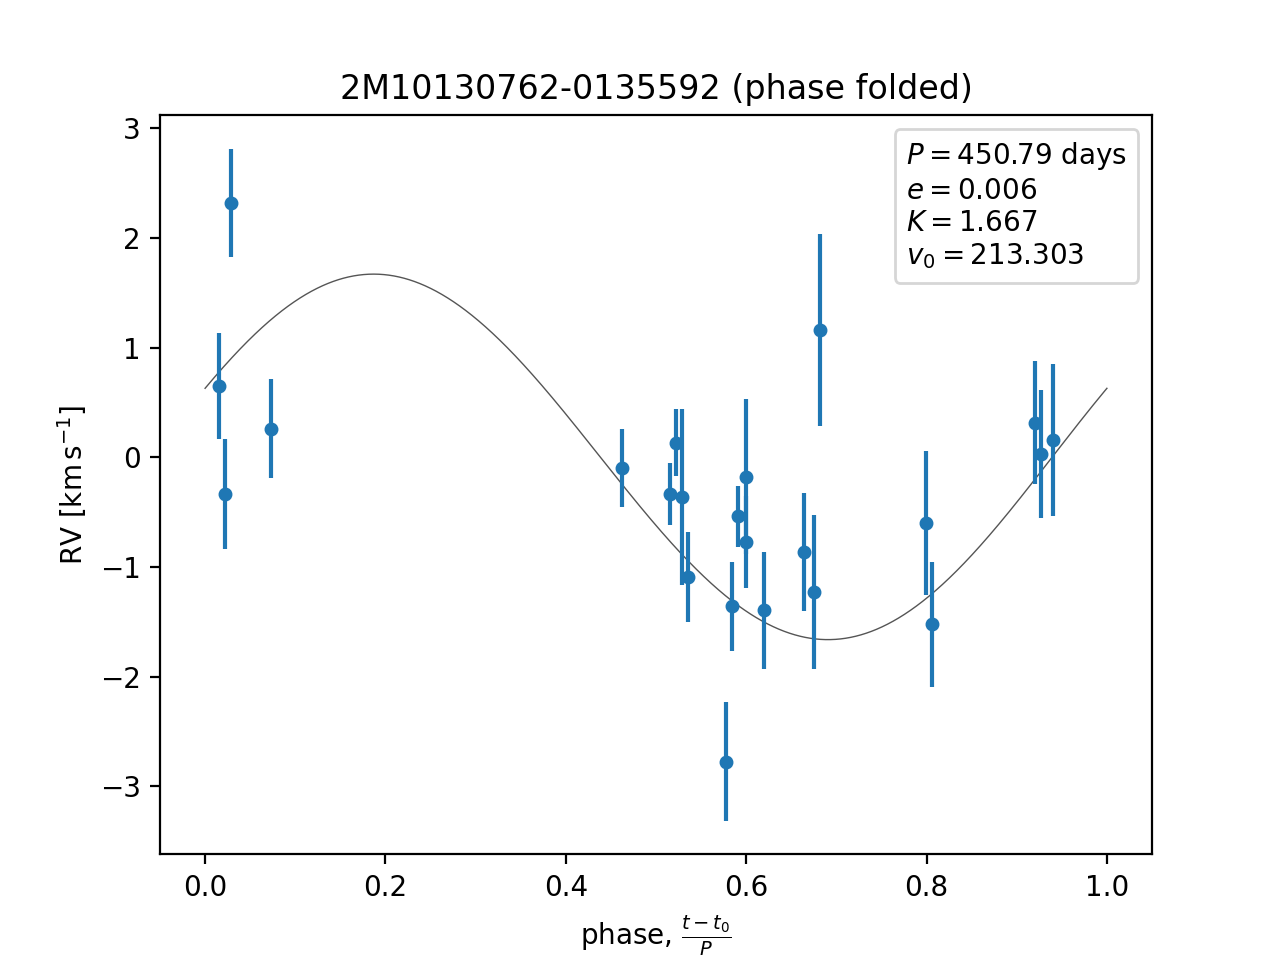 2M10130762-0135592 (phase folded)
P = 450.79 days
e = 0.006
K = 1.667
v₀ = 213.303
3
2
1
0
−1
−2
−3
RV [km s⁻¹]
0.0 0.2 0.4 0.6 0.8 1.0
phase, (t − t₀)/P